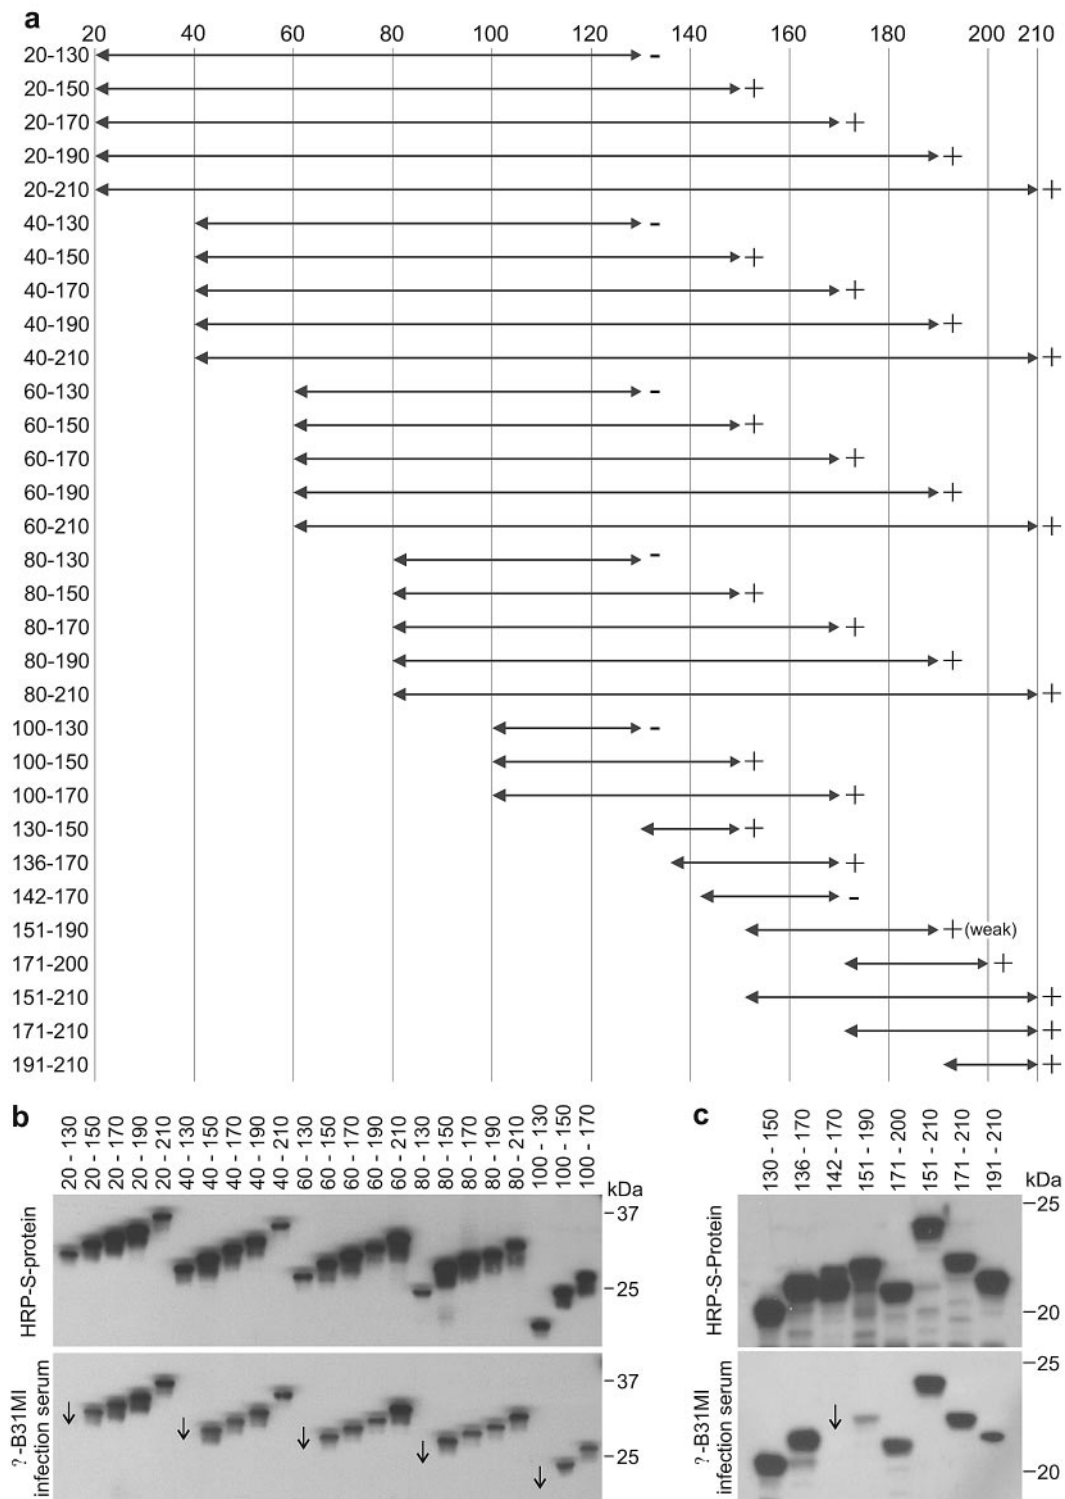 a
20 40 60 80 100 120 140 160 180 200 210
20-130 -
20-150 +
20-170 +
20-190 +
20-210 +
40-130 -
40-150 +
40-170 +
40-190 +
40-210 +
60-130 -
60-150 +
60-170 +
60-190 +
60-210 +
80-130 -
80-150 +
80-170 +
80-190 +
80-210 +
100-130 -
100-150 +
100-170 +
130-150 +
136-170 +
142-170 -
151-190 + (weak)
171-200 +
151-210 +
171-210 +
191-210 +
b
20 - 130
20 - 150
20 - 170
20 - 190
20 - 210
40 - 130
40 - 150
40 - 170
40 - 190
40 - 210
60 - 130
60 - 150
60 - 170
60 - 190
60 - 210
80 - 130
80 - 150
80 - 170
80 - 190
80 - 210
100 - 130
100 - 150
100 - 170
kDa
HRP-S-protein
-37
-25
?-B31MI
infection serum
-37
-25
c
130 - 150
136 - 170
142 - 170
151 - 190
171 - 200
151 - 210
171 - 210
191 - 210
kDa
HRP-S-Protein
-25
-20
?-B31MI
infection serum
-25
-20